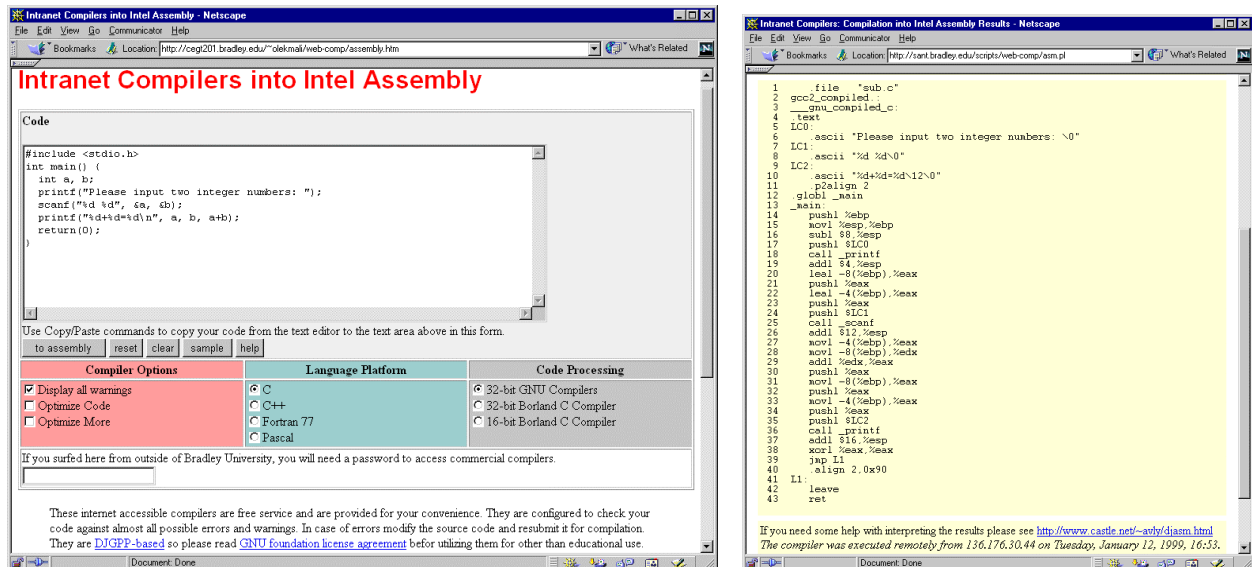 Intranet Compilers into Intel Assembly - Netscape
File Edit View Go Communicator Help
Bookmarks Location: http://cegt201.bradley.edu/~olekmali/web-comp/assembly.htm What's Related
Intranet Compilers into Intel Assembly
Code
#include <stdio.h>
int main() {
int a, b;
printf("Please input two integer numbers: ");
scanf("%d %d", &a, &b);
printf("%d+%d=%d\n", a, b, a+b);
return(0);
}
Use Copy/Paste commands to copy your code from the text editor to the text area above in this form.
to assembly reset clear sample help
Compiler Options Language Platform Code Processing
Display all warnings C 32-bit GNU Compilers
Optimize Code C++ 32-bit Borland C Compiler
Optimize More Fortran 77 16-bit Borland C Compiler
Pascal
If you surfed here from outside of Bradley University, you will need a password to access commercial compilers.
These internet accessible compilers are free service and are provided for your convenience. They are configured to check your
code against almost all possible errors and warnings. In case of errors modify the source code and resubmit it for compilation.
They are DJGPP-based so please read GNU foundation license agreement befor utilizing them for other than educational use.
Document: Done
Intranet Compilers: Compilation into Intel Assembly Results - Netscape
File Edit View Go Communicator Help
Bookmarks Location: http://sant.bradley.edu/scripts/web-comp/asm.pl What's Related
1 .file "sub.c"
2 gcc2_compiled.:
3 ___gnu_compiled_c:
4 .text
5 LC0:
6 .ascii "Please input two integer numbers: \0"
7 LC1:
8 .ascii "%d %d\0"
9 LC2:
10 .ascii "%d+%d=%d\12\0"
11 .p2align 2
12 .globl _main
13 _main:
14 pushl %ebp
15 movl %esp,%ebp
16 subl $8,%esp
17 pushl $LC0
18 call _printf
19 addl $4,%esp
20 leal -8(%ebp),%eax
21 pushl %eax
22 leal -4(%ebp),%eax
23 pushl %eax
24 pushl $LC1
25 call _scanf
26 addl $12,%esp
27 movl -4(%ebp),%eax
28 movl -8(%ebp),%edx
29 addl %edx,%eax
30 pushl %eax
31 movl -8(%ebp),%eax
32 pushl %eax
33 movl -4(%ebp),%eax
34 pushl %eax
35 pushl $LC2
36 call _printf
37 addl $16,%esp
38 xorl %eax,%eax
39 jmp L1
40 .align 2,0x90
41 L1:
42 leave
43 ret
If you need some help with interpreting the results please see http://www.castle.net/~avly/djasm.html
The compiler was executed remotely from 136.176.30.44 on Tuesday, January 12, 1999, 16:53.
Document: Done